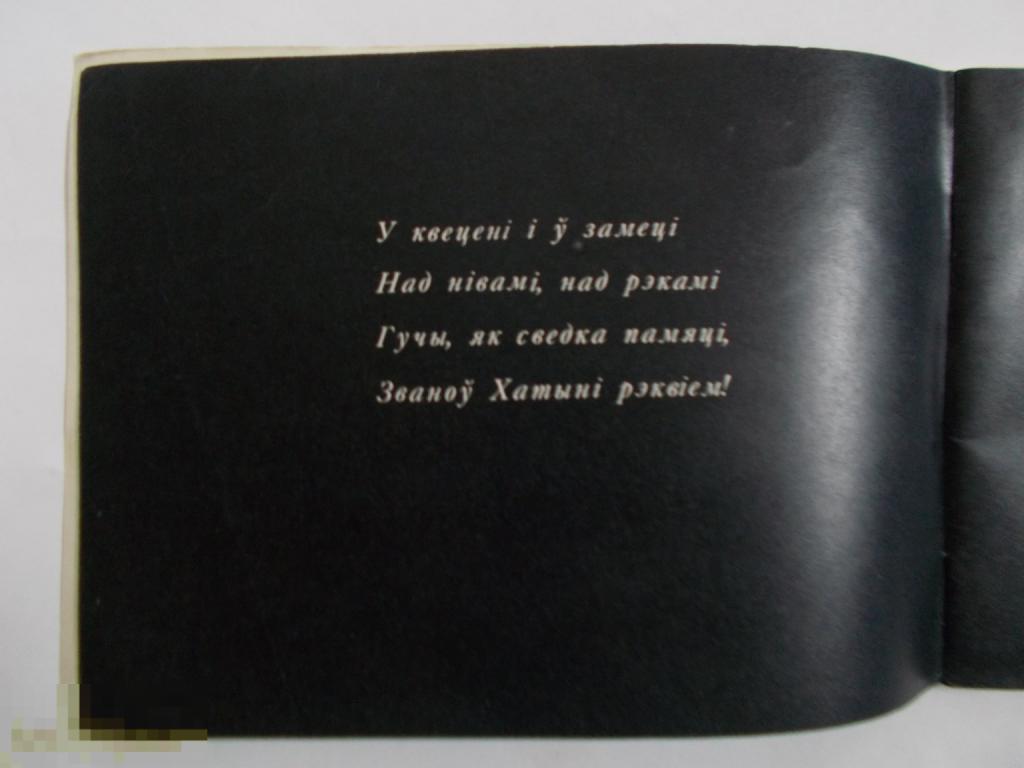 У квецені і ў замеці
Над нівамі, над рэкамі
Гучы, як сведка памяці,
Званоў Хатыні рэквіем!